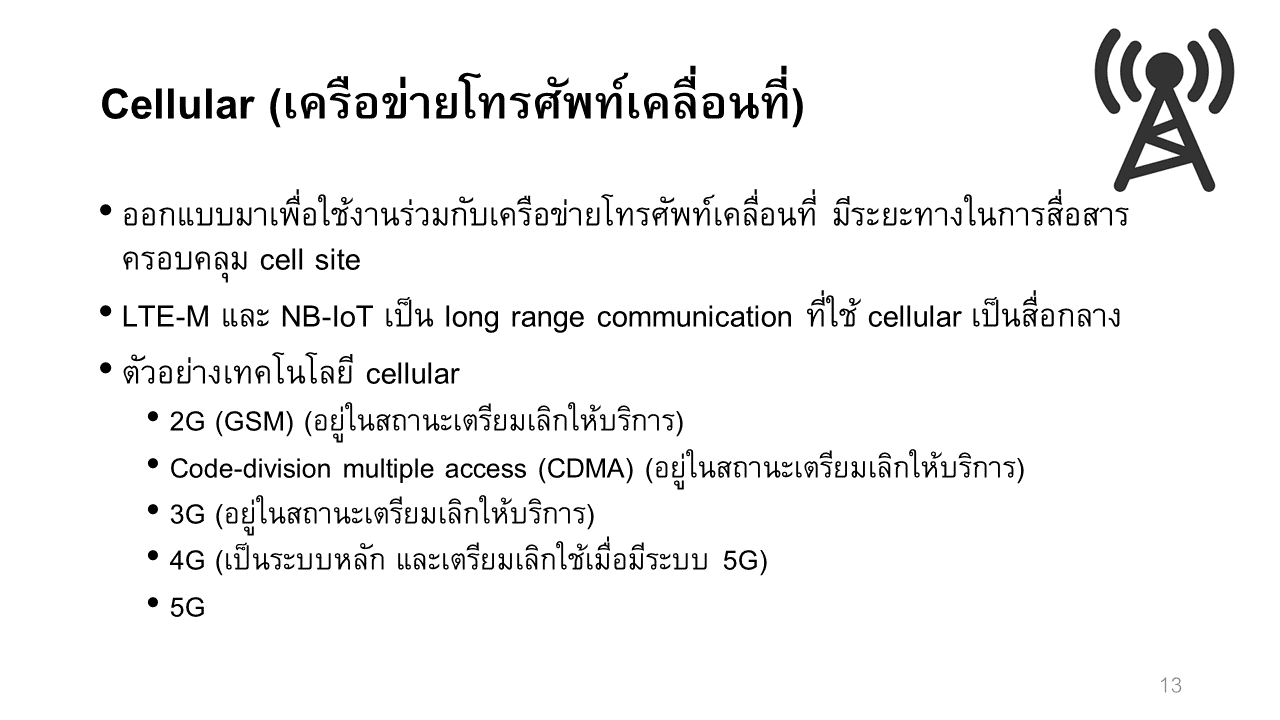 Cellular (เครือข่ายโทรศัพท์เคลื่อนที่)
• ออกแบบมาเพื่อใช้งานร่วมกับเครือข่ายโทรศัพท์เคลื่อนที่ มีระยะทางในการสื่อสาร
ครอบคลุม cell site
• LTE-M และ NB-IoT เป็น long range communication ที่ใช้ cellular เป็นสื่อกลาง
• ตัวอย่างเทคโนโลยี cellular
• 2G (GSM) (อยู่ในสถานะเตรียมเลิกให้บริการ)
• Code-division multiple access (CDMA) (อยู่ในสถานะเตรียมเลิกให้บริการ)
• 3G (อยู่ในสถานะเตรียมเลิกให้บริการ)
• 4G (เป็นระบบหลัก และเตรียมเลิกใช้เมื่อมีระบบ 5G)
• 5G
13